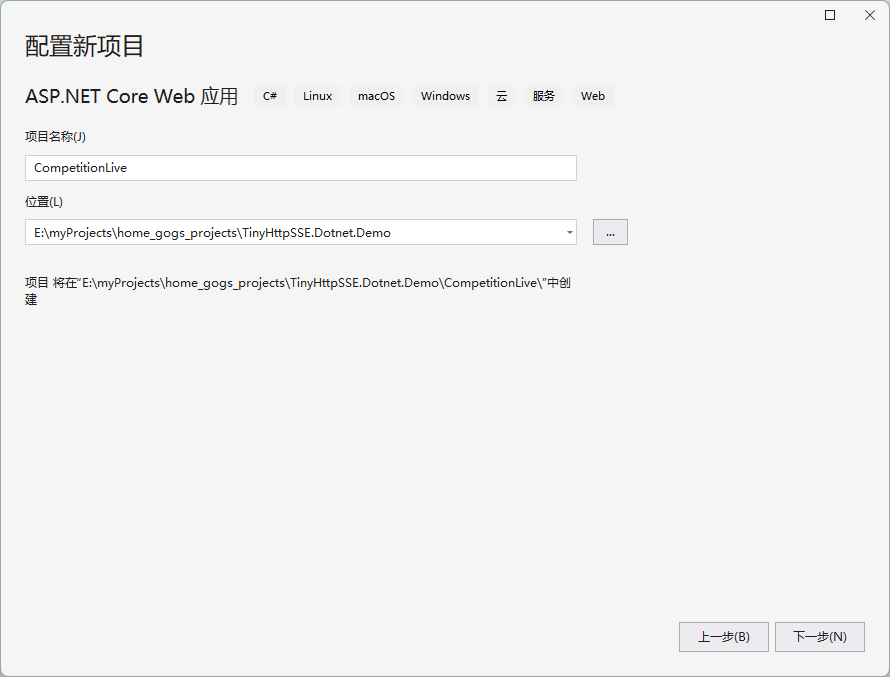 配置新项目
ASP.NET Core Web 应用 C# Linux macOS Windows 云 服务 Web
项目名称(J)
CompetitionLive
位置(L)
E:\myProjects\home_gogs_projects\TinyHttpSSE.Dotnet.Demo
...
项目 将在“E:\myProjects\home_gogs_projects\TinyHttpSSE.Dotnet.Demo\CompetitionLive\”中创
建
上一步(B) 下一步(N)